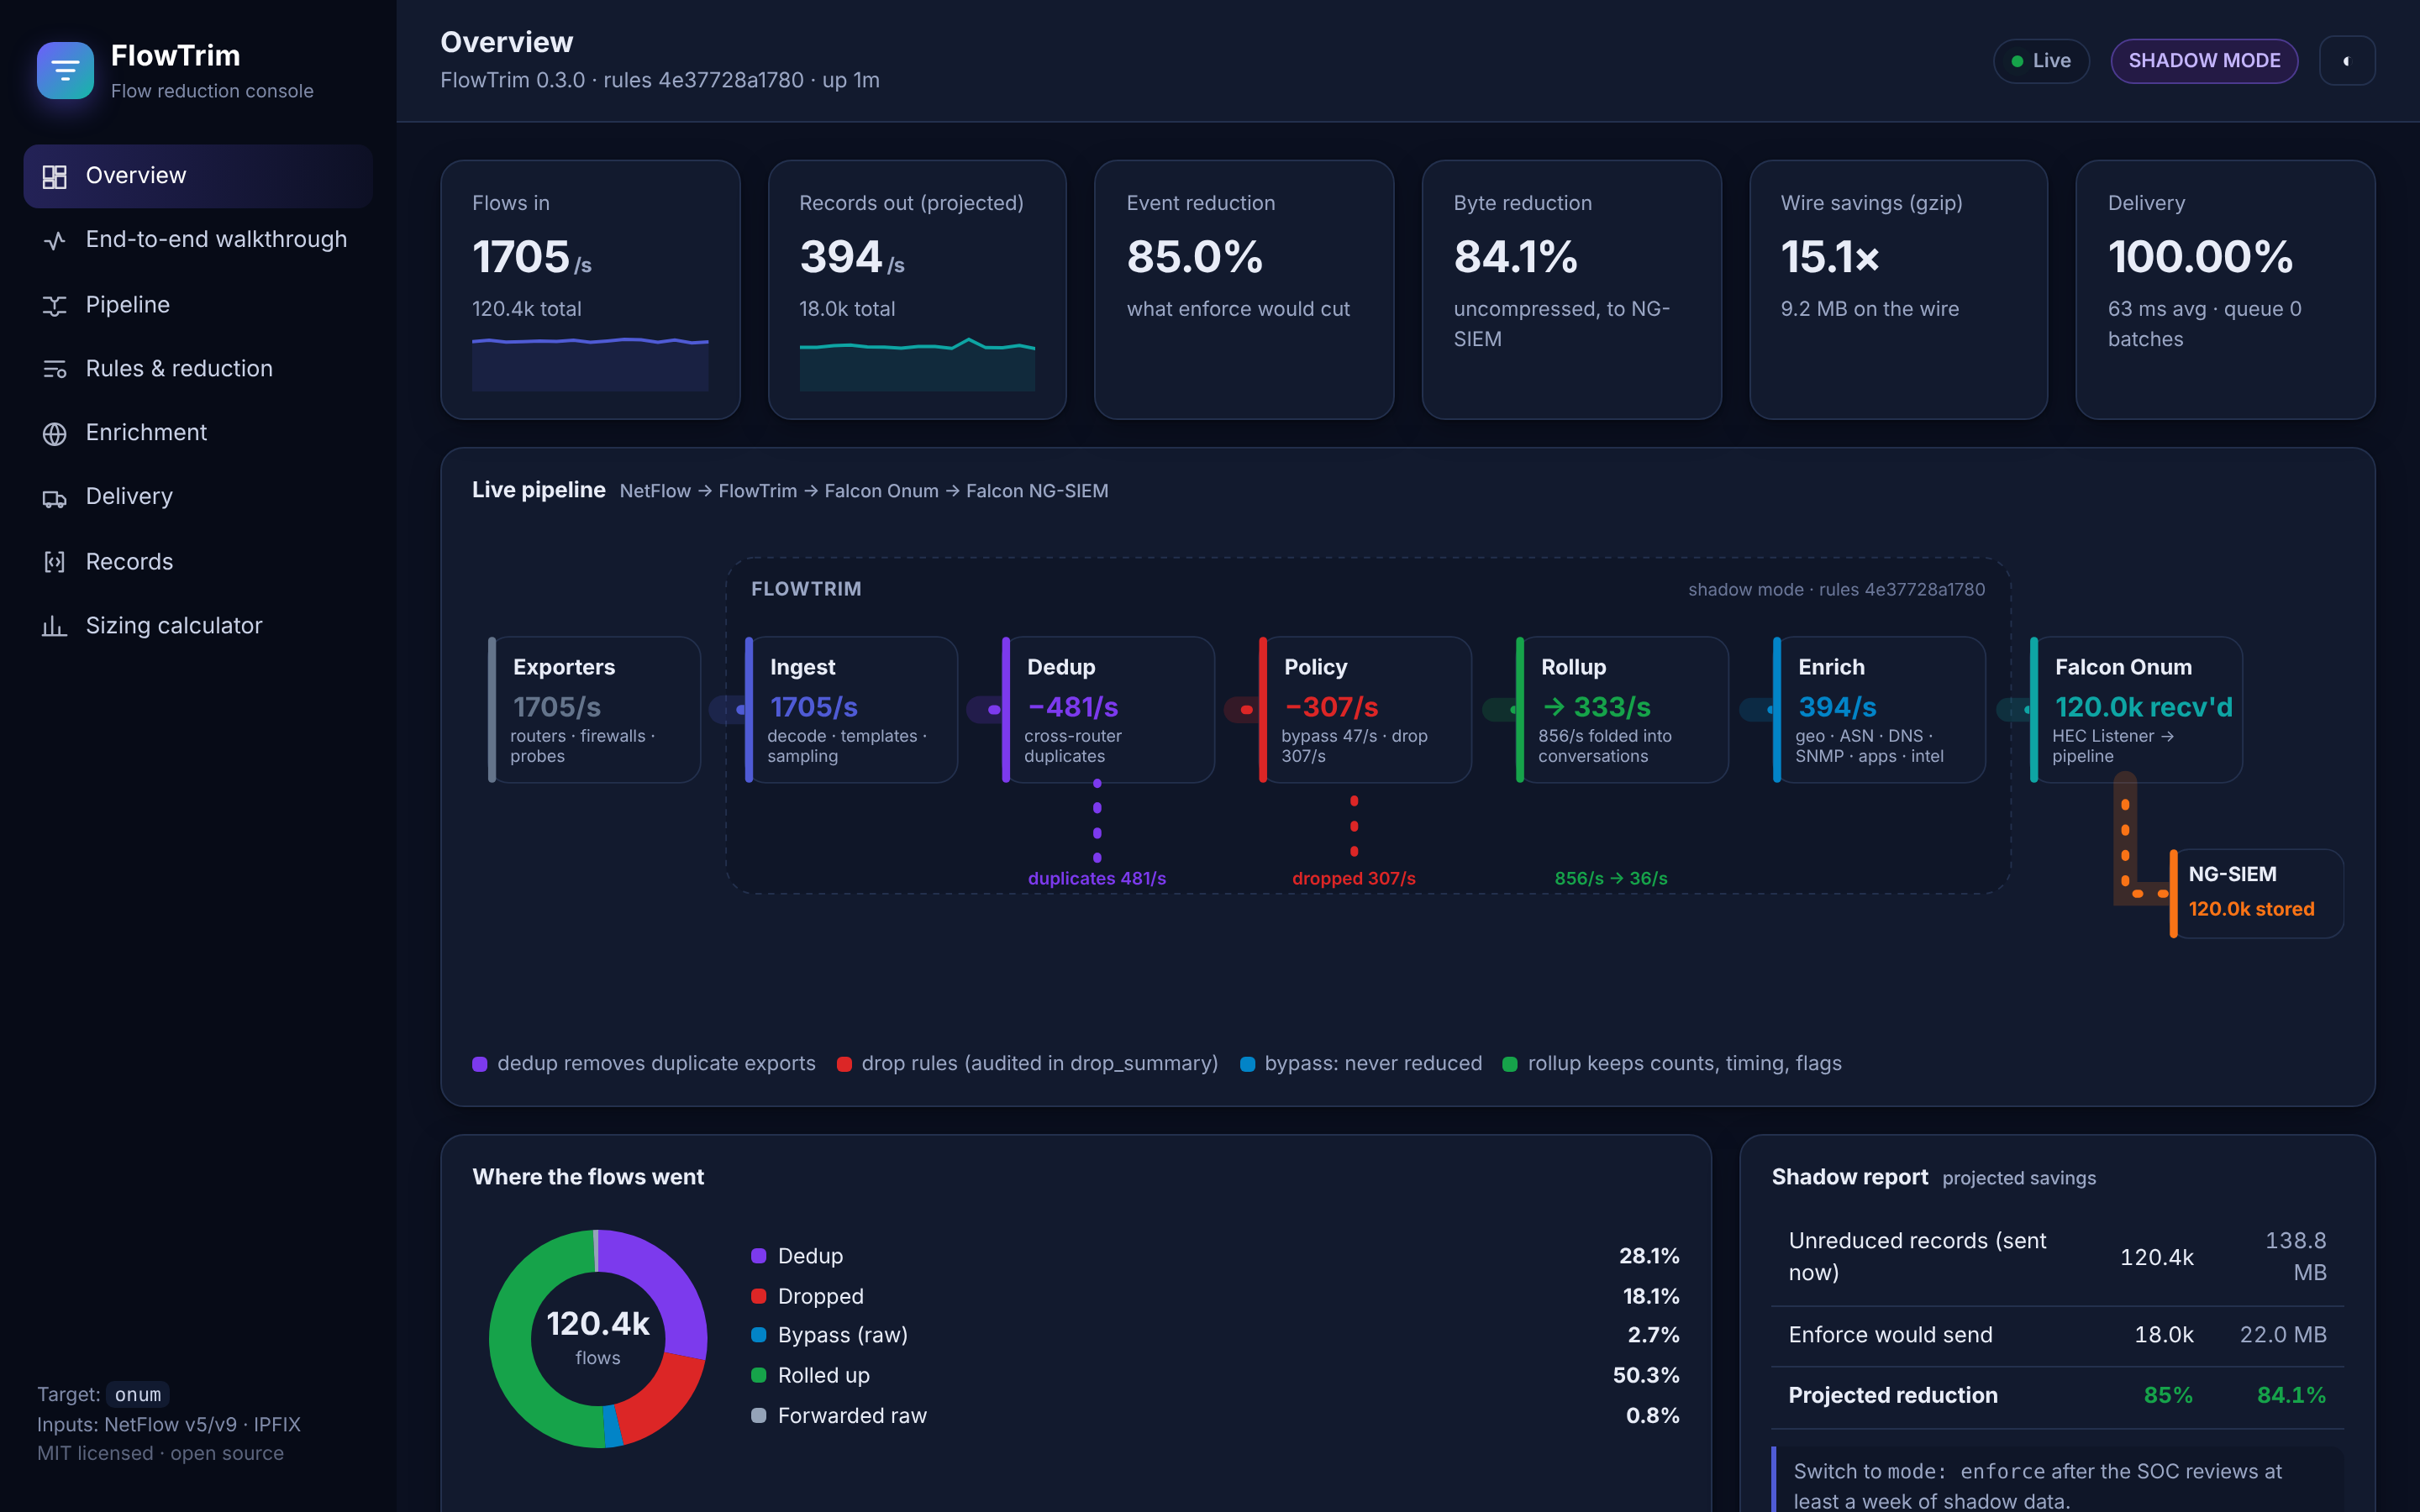 FlowTrim
Flow reduction console
Overview
End-to-end walkthrough
Pipeline
Rules & reduction
Enrichment
Delivery
Records
Sizing calculator
Target: onum
Inputs: NetFlow v5/v9 · IPFIX
MIT licensed · open source
Overview
FlowTrim 0.3.0 · rules 4e37728a1780 · up 1m
Live
SHADOW MODE
Flows in
1705/s
120.4k total
Records out (projected)
394/s
18.0k total
Event reduction
85.0%
what enforce would cut
Byte reduction
84.1%
uncompressed, to NG-
SIEM
Wire savings (gzip)
15.1×
9.2 MB on the wire
Delivery
100.00%
63 ms avg · queue 0
batches
Live pipeline NetFlow → FlowTrim → Falcon Onum → Falcon NG-SIEM
FLOWTRIM
shadow mode · rules 4e37728a1780
Exporters
1705/s
routers · firewalls ·
probes
Ingest
1705/s
decode · templates ·
sampling
Dedup
−481/s
cross-router
duplicates
Policy
−307/s
bypass 47/s · drop
307/s
Rollup
→ 333/s
856/s folded into
conversations
Enrich
394/s
geo · ASN · DNS ·
SNMP · apps · intel
Falcon Onum
120.0k recv'd
HEC Listener →
pipeline
duplicates 481/s
dropped 307/s
856/s → 36/s
NG-SIEM
120.0k stored
dedup removes duplicate exports
drop rules (audited in drop_summary)
bypass: never reduced
rollup keeps counts, timing, flags
Where the flows went
120.4k
flows
Dedup 28.1%
Dropped 18.1%
Bypass (raw) 2.7%
Rolled up 50.3%
Forwarded raw 0.8%
Shadow report projected savings
Unreduced records (sent
now) 120.4k 138.8
MB
Enforce would send 18.0k 22.0 MB
Projected reduction 85% 84.1%
Switch to mode: enforce after the SOC reviews at
least a week of shadow data.